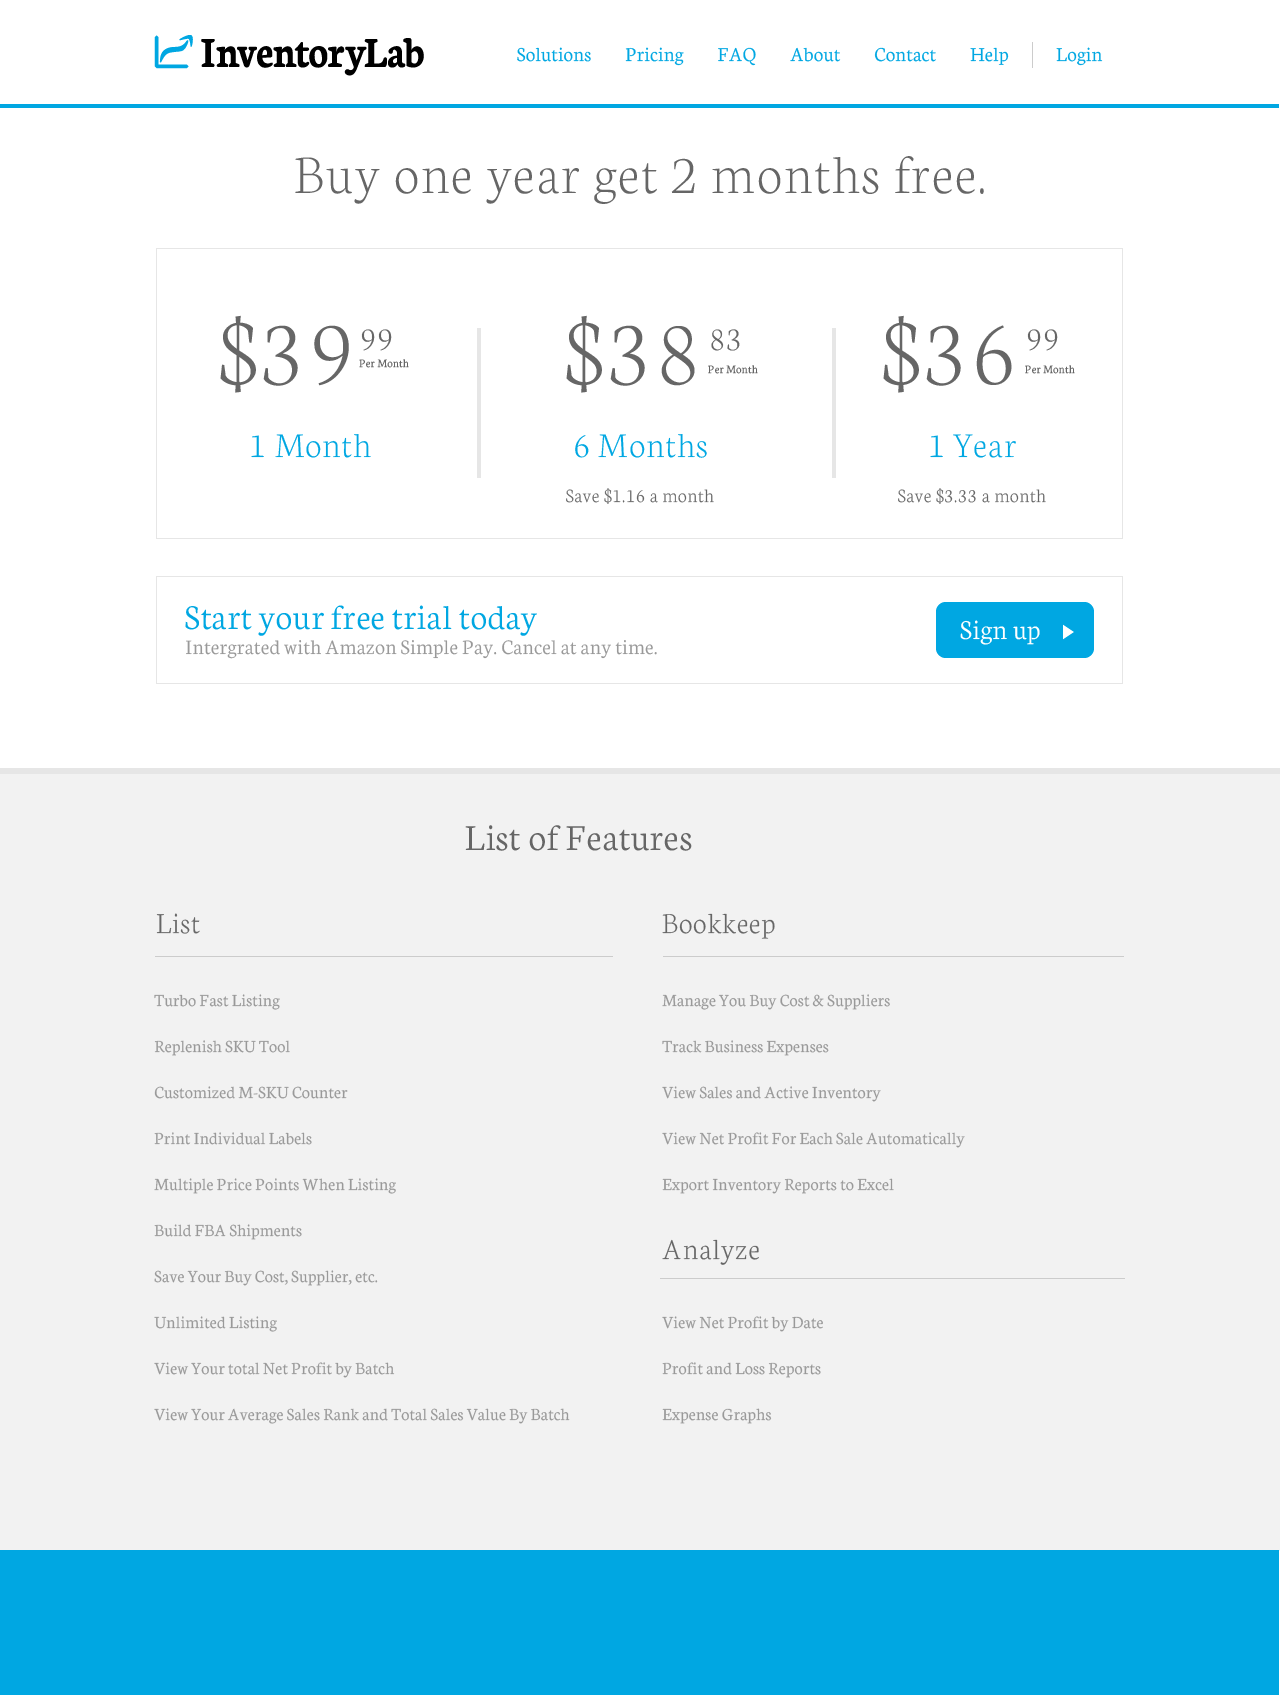 InventoryLab
Solutions Pricing FAQ About Contact Help Login
Buy one year get 2 months free.
$39 99 Per Month
1 Month
$38 83 Per Month
6 Months
Save $1.16 a month
$36 99 Per Month
1 Year
Save $3.33 a month
Start your free trial today
Intergrated with Amazon Simple Pay. Cancel at any time.
Sign up
List of Features
List
Turbo Fast Listing
Replenish SKU Tool
Customized M-SKU Counter
Print Individual Labels
Multiple Price Points When Listing
Build FBA Shipments
Save Your Buy Cost, Supplier, etc.
Unlimited Listing
View Your total Net Profit by Batch
View Your Average Sales Rank and Total Sales Value By Batch
Bookkeep
Manage You Buy Cost & Suppliers
Track Business Expenses
View Sales and Active Inventory
View Net Profit For Each Sale Automatically
Export Inventory Reports to Excel
Analyze
View Net Profit by Date
Profit and Loss Reports
Expense Graphs